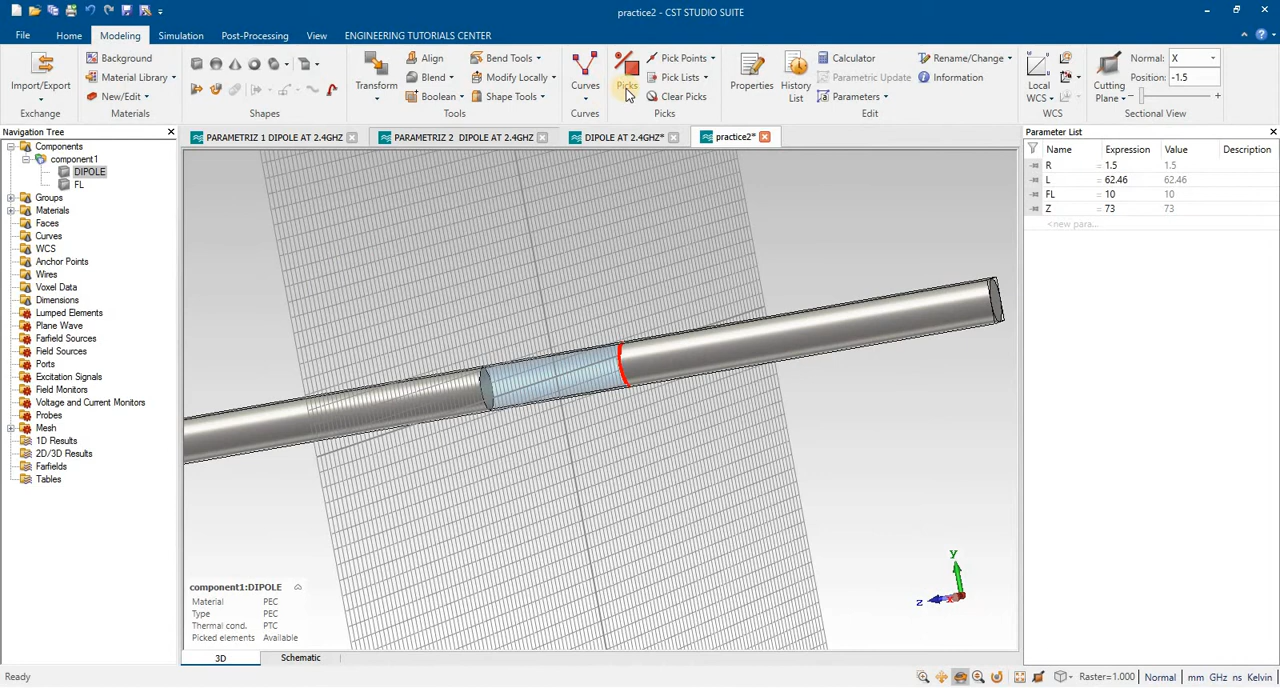 practice2 - CST STUDIO SUITE
File Home Modeling Simulation Post-Processing View ENGINEERING TUTORIALS CENTER
Import/Export
Exchange
Background
Material Library
New/Edit
Materials
Shapes
Transform
Align
Blend
Boolean
Bend Tools
Modify Locally
Shape Tools
Tools
Curves
Curves
Picks
Pick Points
Pick Lists
Clear Picks
Picks
Properties
History
List
Calculator
Parametric Update
Parameters
Rename/Change
Information
Edit
Local
WCS
WCS
Cutting
Plane
Normal: X
Position: -1.5
Sectional View
Navigation Tree
PARAMETRIZ 1 DIPOLE AT 2.4GHZ PARAMETRIZ 2 DIPOLE AT 2.4GHZ DIPOLE AT 2.4GHZ* practice2*
Components
component1
DIPOLE
FL
Groups
Materials
Faces
Curves
WCS
Anchor Points
Wires
Voxel Data
Dimensions
Lumped Elements
Plane Wave
Farfield Sources
Field Sources
Ports
Excitation Signals
Field Monitors
Voltage and Current Monitors
Probes
Mesh
1D Results
2D/3D Results
Farfields
Tables
component1:DIPOLE
Material PEC
Type PEC
Thermal cond. PTC
Picked elements Available
y
z
x
3D Schematic
Parameter List
Name Expression Value Description
R = 1.5 1.5
L = 62.46 62.46
FL = 10 10
Z = 73 73
<new para...
Ready
Raster=1.000 Normal mm GHz ns Kelvin